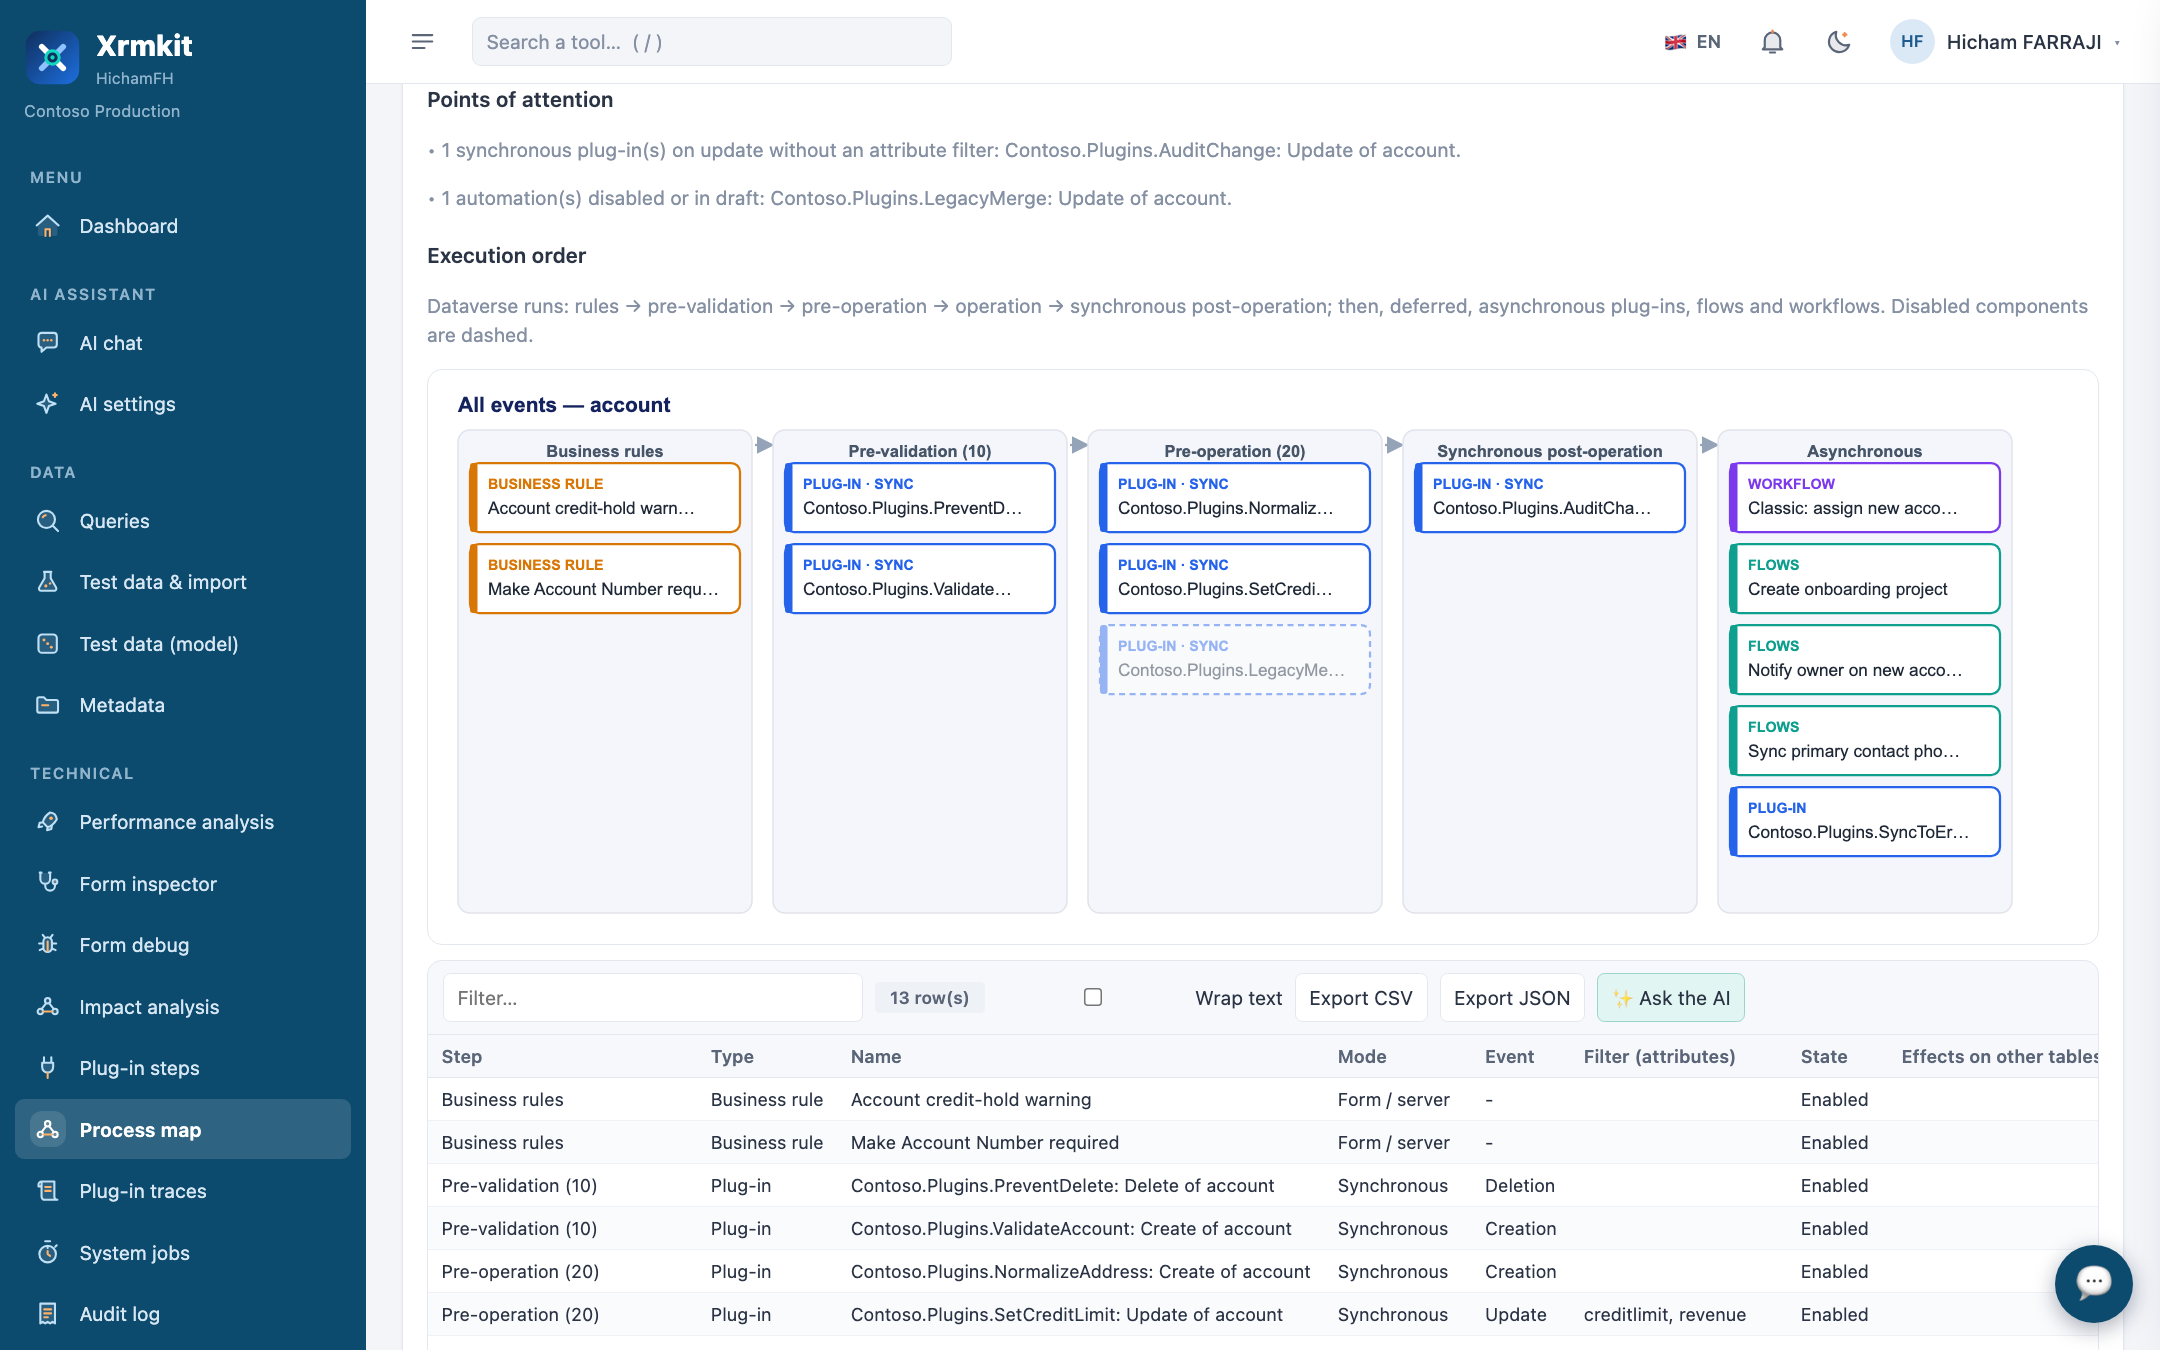 Xrmkit
HichamFH
Contoso Production
MENU
Dashboard
AI ASSISTANT
AI chat
AI settings
DATA
Queries
Test data & import
Test data (model)
Metadata
TECHNICAL
Performance analysis
Form inspector
Form debug
Impact analysis
Plug-in steps
Process map
Plug-in traces
System jobs
Audit log
Search a tool... ( / )
EN
HF
Hicham FARRAJI
Points of attention
• 1 synchronous plug-in(s) on update without an attribute filter: Contoso.Plugins.AuditChange: Update of account.
• 1 automation(s) disabled or in draft: Contoso.Plugins.LegacyMerge: Update of account.
Execution order
Dataverse runs: rules → pre-validation → pre-operation → operation → synchronous post-operation; then, deferred, asynchronous plug-ins, flows and workflows. Disabled components
are dashed.
All events — account
Business rules
BUSINESS RULE
Account credit-hold warn…
BUSINESS RULE
Make Account Number requ…
Pre-validation (10)
PLUG-IN · SYNC
Contoso.Plugins.PreventD…
PLUG-IN · SYNC
Contoso.Plugins.Validate…
Pre-operation (20)
PLUG-IN · SYNC
Contoso.Plugins.Normaliz…
PLUG-IN · SYNC
Contoso.Plugins.SetCredi…
PLUG-IN · SYNC
Contoso.Plugins.LegacyMe…
Synchronous post-operation
PLUG-IN · SYNC
Contoso.Plugins.AuditCha…
Asynchronous
WORKFLOW
Classic: assign new acco…
FLOWS
Create onboarding project
FLOWS
Notify owner on new acco…
FLOWS
Sync primary contact pho…
PLUG-IN
Contoso.Plugins.SyncToEr…
Filter... 13 row(s) Wrap text Export CSV Export JSON ✨ Ask the AI
Step Type Name Mode Event Filter (attributes) State Effects on other tables
Business rules Business rule Account credit-hold warning Form / server - Enabled
Business rules Business rule Make Account Number required Form / server - Enabled
Pre-validation (10) Plug-in Contoso.Plugins.PreventDelete: Delete of account Synchronous Deletion Enabled
Pre-validation (10) Plug-in Contoso.Plugins.ValidateAccount: Create of account Synchronous Creation Enabled
Pre-operation (20) Plug-in Contoso.Plugins.NormalizeAddress: Create of account Synchronous Creation Enabled
Pre-operation (20) Plug-in Contoso.Plugins.SetCreditLimit: Update of account Synchronous Update creditlimit, revenue Enabled